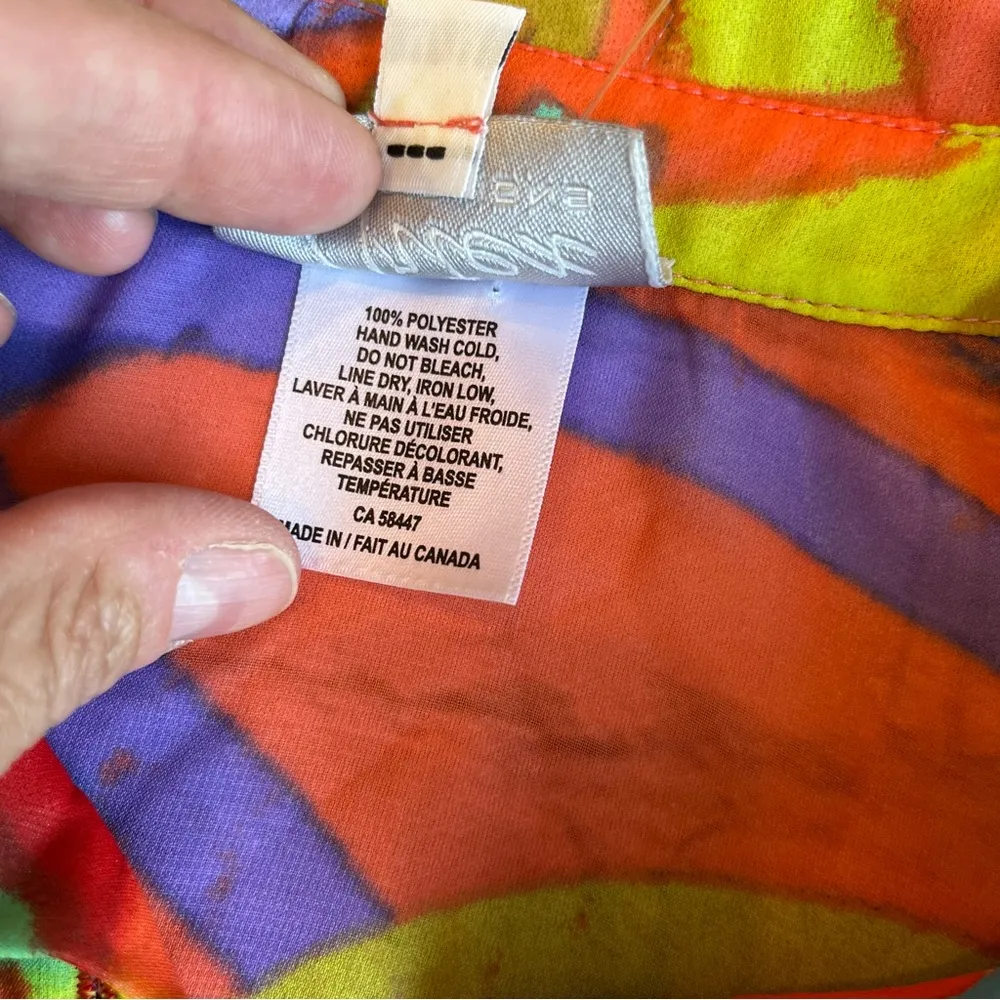 100% POLYESTER
HAND WASH COLD,
DO NOT BLEACH,
LINE DRY, IRON LOW,
LAVER À MAIN À L'EAU FROIDE,
NE PAS UTILISER
CHLORURE DÉCOLORANT,
REPASSER À BASSE
TEMPÉRATURE
CA 58447
MADE IN / FAIT AU CANADA